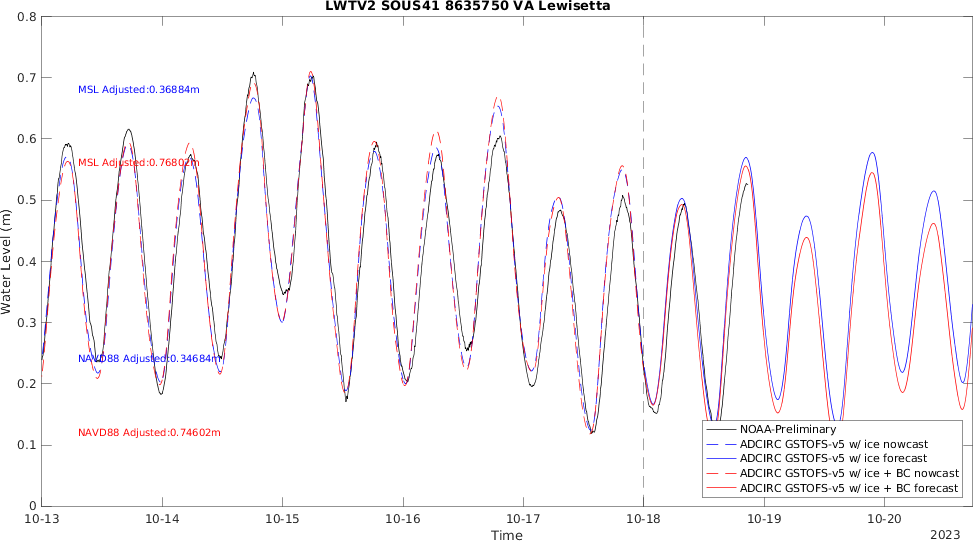 LWTV2 SOUS41 8635750 VA Lewisetta
0.8
0.7
0.6
0.5
0.4
0.3
0.2
0.1
0
Water Level (m)
MSL Adjusted:0.36884m
MSL Adjusted:0.76802m
NAVD88 Adjusted:0.34684m
NAVD88 Adjusted:0.74602m
NOAA-Preliminary
ADCIRC GSTOFS-v5 w/ ice nowcast
ADCIRC GSTOFS-v5 w/ ice forecast
ADCIRC GSTOFS-v5 w/ ice + BC nowcast
ADCIRC GSTOFS-v5 w/ ice + BC forecast
10-13 10-14 10-15 10-16 10-17 10-18 10-19 10-20
Time
2023